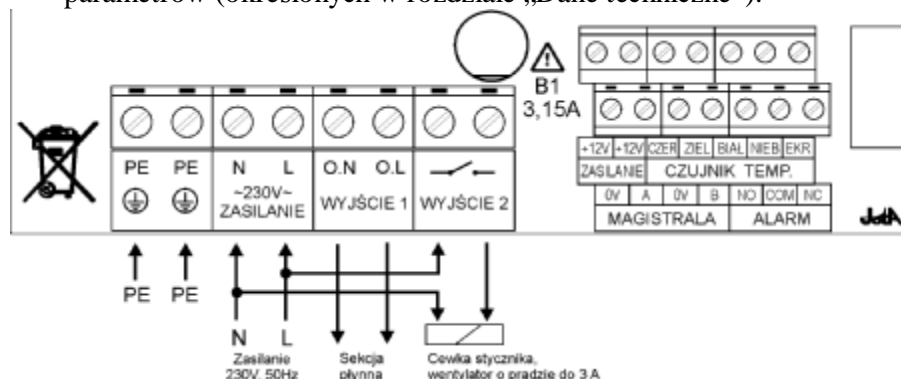 parametrów (określonych w rozdziale „Dane techniczne”).
B1
3,15A
PE PE N L O.N O.L
~230V~
ZASILANIE WYJŚCIE 1 WYJŚCIE 2
+12V +12V CZER ZIEL BIAŁ NIEB EKR
ZASILANIE CZUJNIK TEMP.
0V A 0V B NO COM NC
MAGISTRALA ALARM
PE PE
N L
Zasilanie Sekcja Cewka stycznika,
230V, 50Hz płynna wentylator o prądzie do 3 A